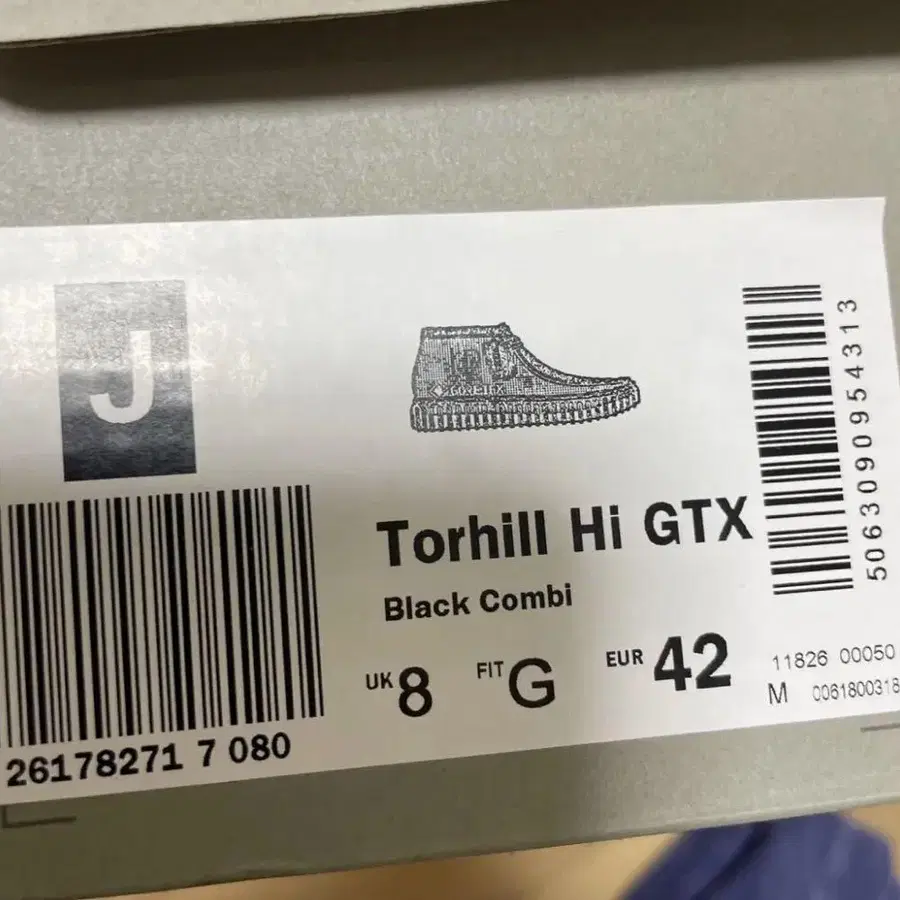 J
GORE-TEX
Torhill Hi GTX
Black Combi
UK 8 FIT G EUR 42
26178271 7 080
5063090954313
11826 00050
M 0061800318